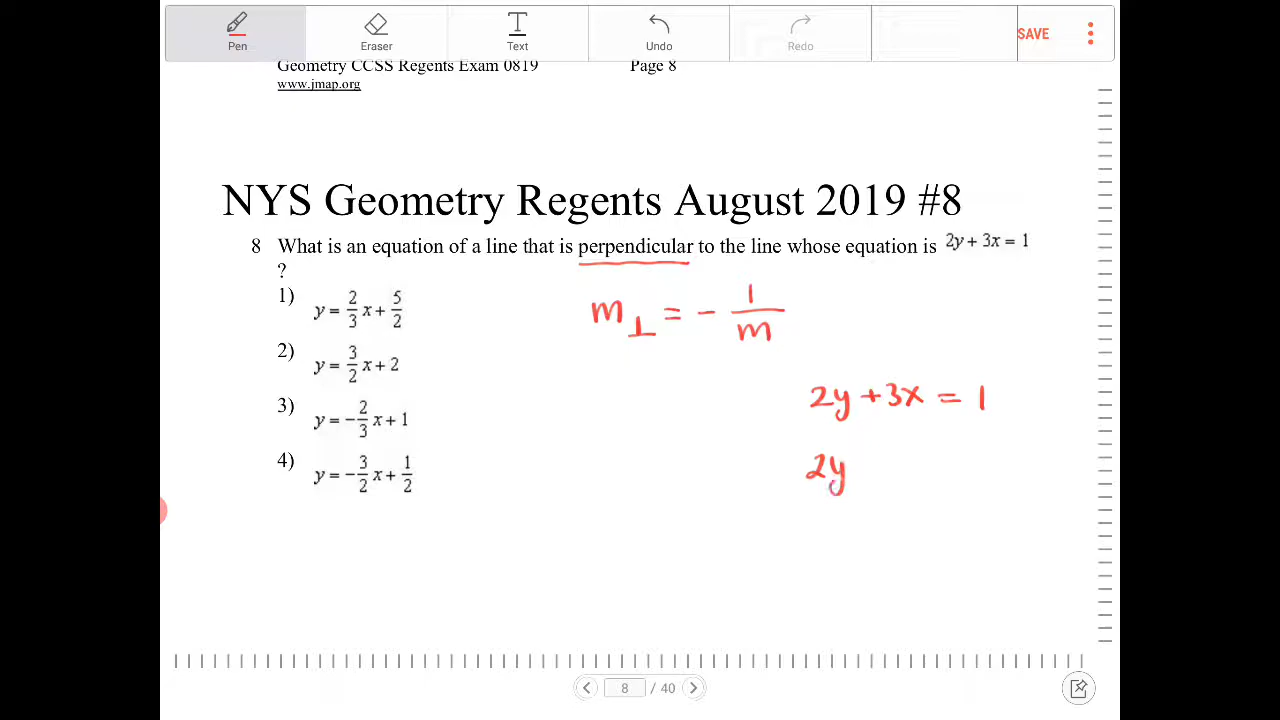 Pen Eraser Text Undo Redo SAVE
Geometry CCSS Regents Exam 0819 Page 8
www.jmap.org
NYS Geometry Regents August 2019 #8
8 What is an equation of a line that is perpendicular to the line whose equation is 2y + 3x = 1
?
1) y = 2/3 x + 5/2
2) y = 3/2 x + 2
3) y = -2/3 x + 1
4) y = -3/2 x + 1/2
m⊥ = - 1/m
2y + 3x = 1
2y
8 / 40